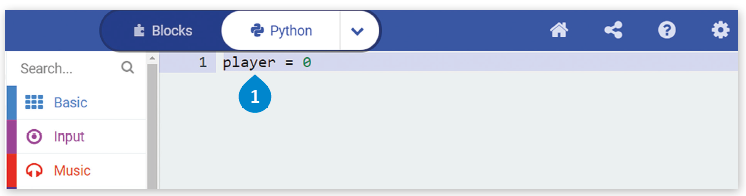 Blocks Python
Search... 1 player = 0
1
Basic
Input
Music